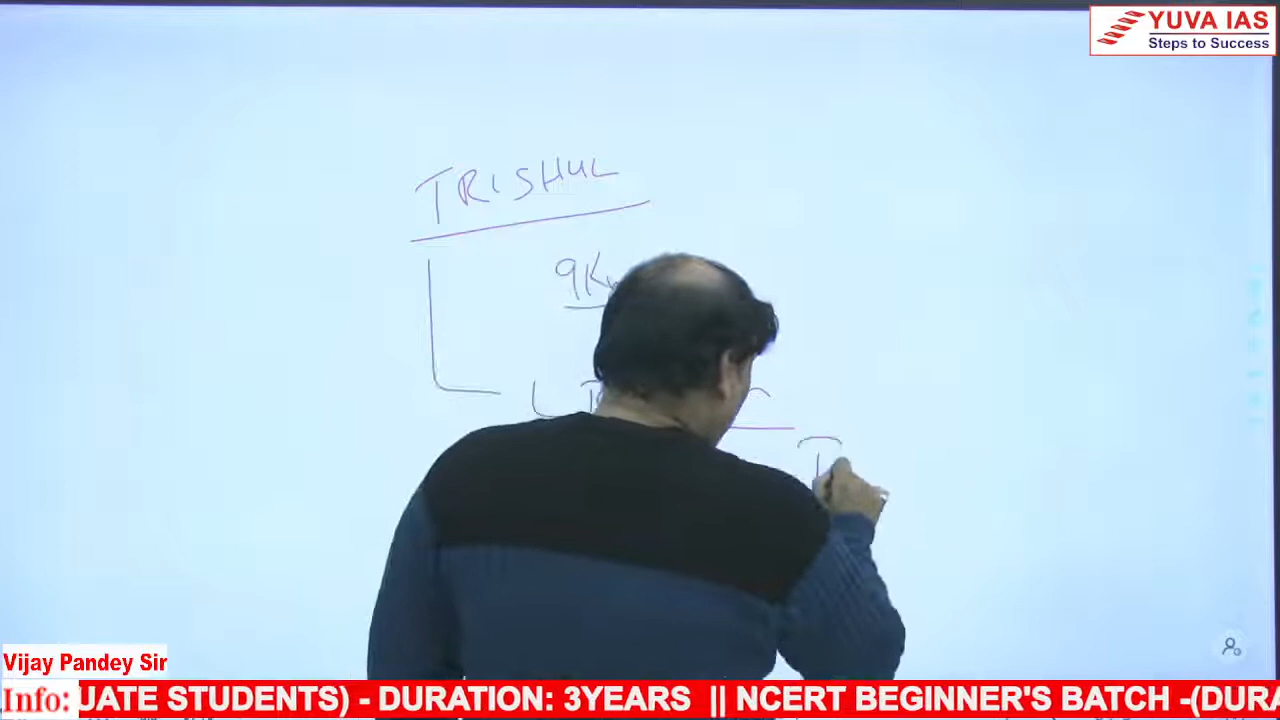 YUVA IAS
Steps to Success
TRISHUL
9K
Vijay Pandey Sir
Info: UATE STUDENTS) - DURATION: 3YEARS || NCERT BEGINNER'S BATCH -(DURA